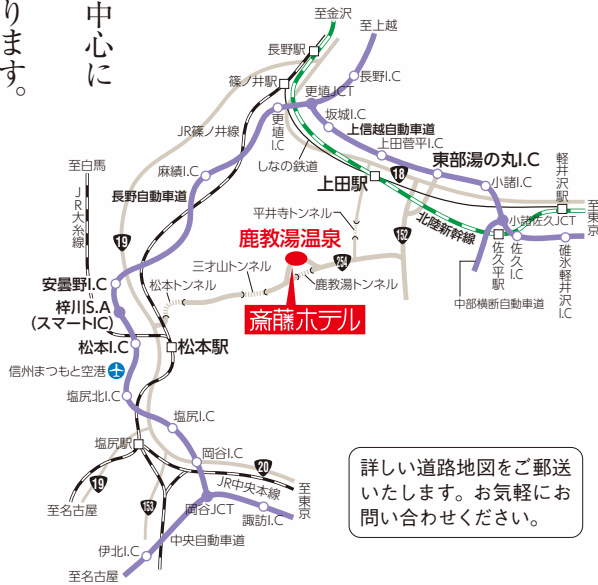 中心に
ります。
至金沢
至上越
長野駅
長野I.C
篠ノ井駅
更埴JCT
坂城I.C
更埴I.C
上信越自動車道
JR篠ノ井線
しなの鉄道
上田菅平I.C
至白馬
麻績I.C
18
東部湯の丸I.C
軽井沢駅
JR大糸線
長野自動車道
上田駅
小諸I.C
至東京
平井寺トンネル
北陸新幹線
小諸佐久JCT
19
鹿教湯温泉
152
佐久平駅
佐久I.C
碓氷軽井沢I.C
三才山トンネル
254
安曇野I.C
松本トンネル
鹿教湯トンネル
中部横断自動車道
梓川S.A
(スマートIC)
斎藤ホテル
松本I.C
松本駅
信州まつもと空港
塩尻北I.C
塩尻I.C
塩尻駅
岡谷I.C
20
19
JR中央本線
至東京
153
至名古屋
岡谷JCT
諏訪I.C
中央自動車道
伊北I.C
至名古屋
詳しい道路地図をご郵送
いたします。お気軽にお
問い合わせください。